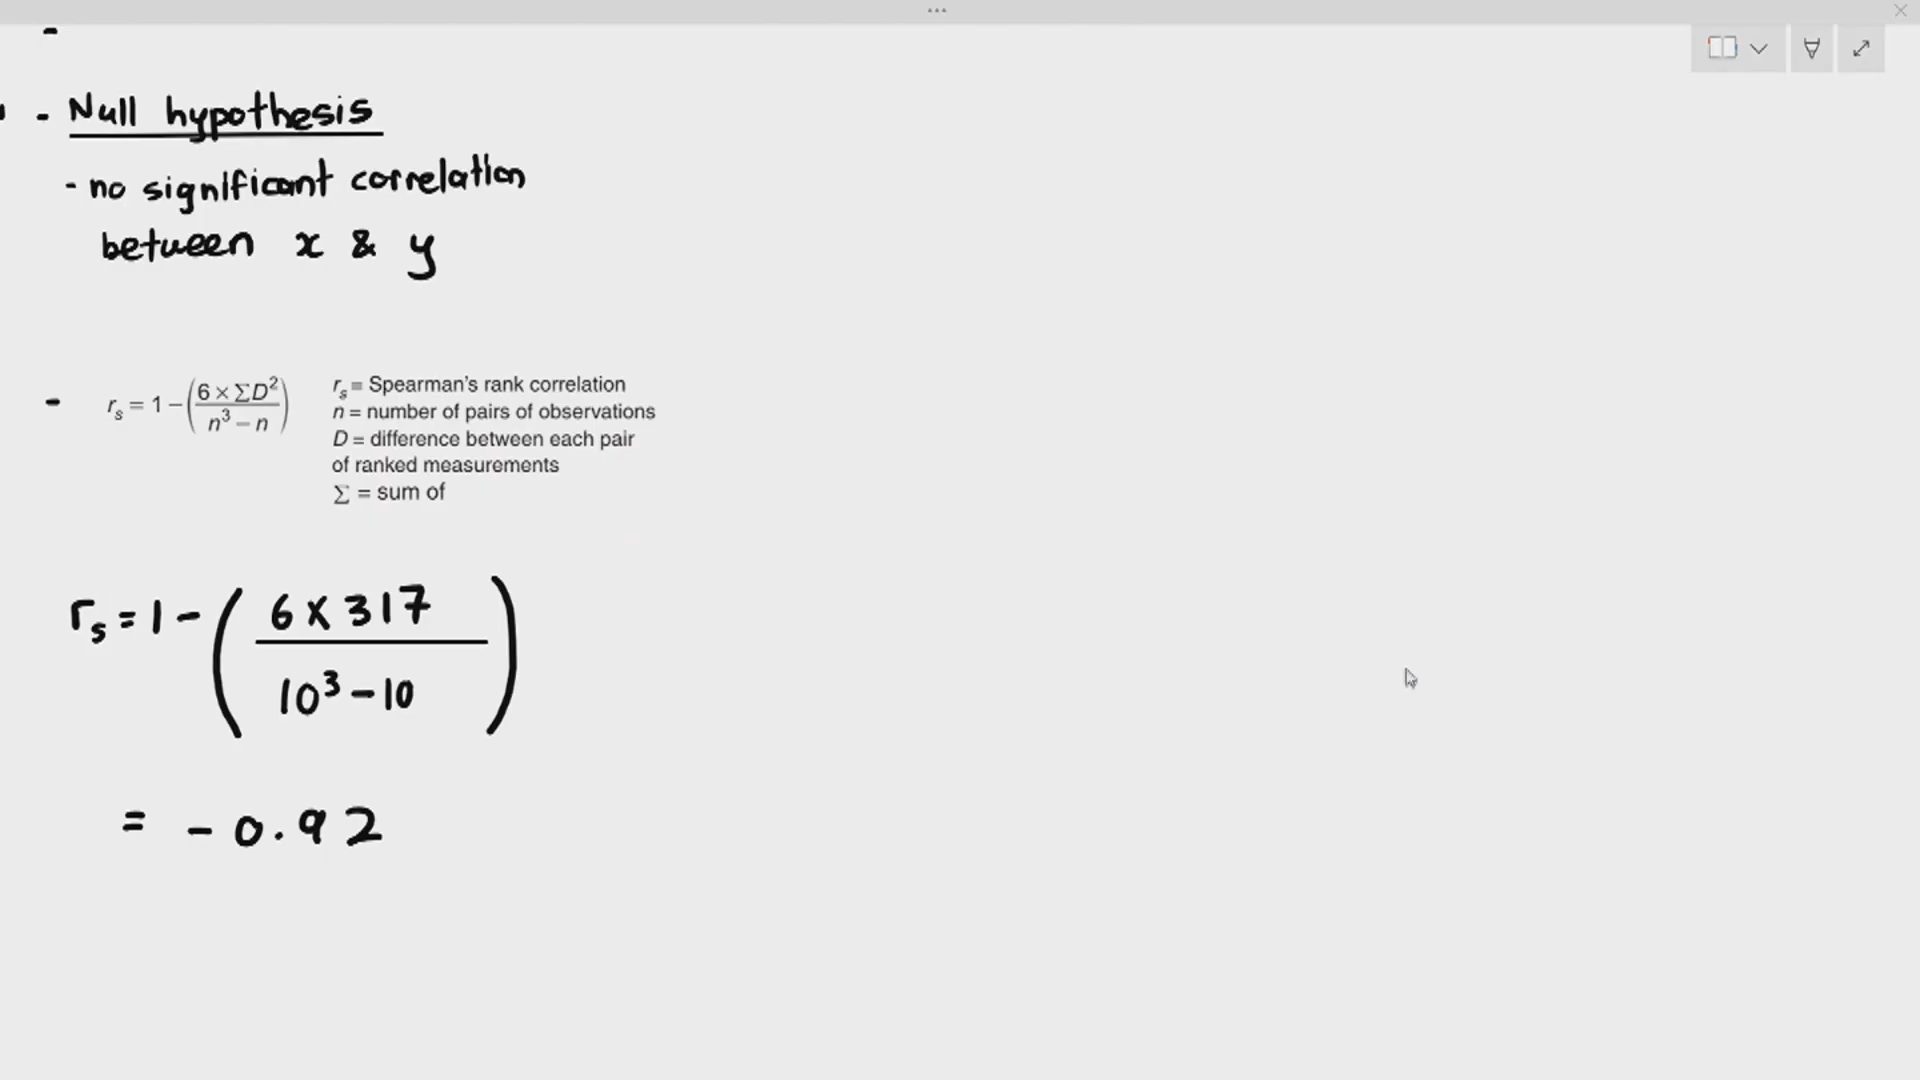 - Null hypothesis
- no significant correlation
between x & y
- r_s = 1 − (6 × ∑D² / n³ − n)
r_s = Spearman's rank correlation
n = number of pairs of observations
D = difference between each pair
of ranked measurements
∑ = sum of
r_s = 1 - (6 × 317 / 10³ - 10)
= - 0.92